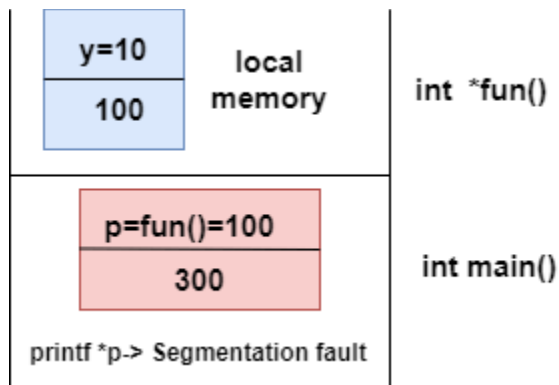 y=10
100
local
memory
int *fun()
p=fun()=100
300
int main()
printf *p-> Segmentation fault